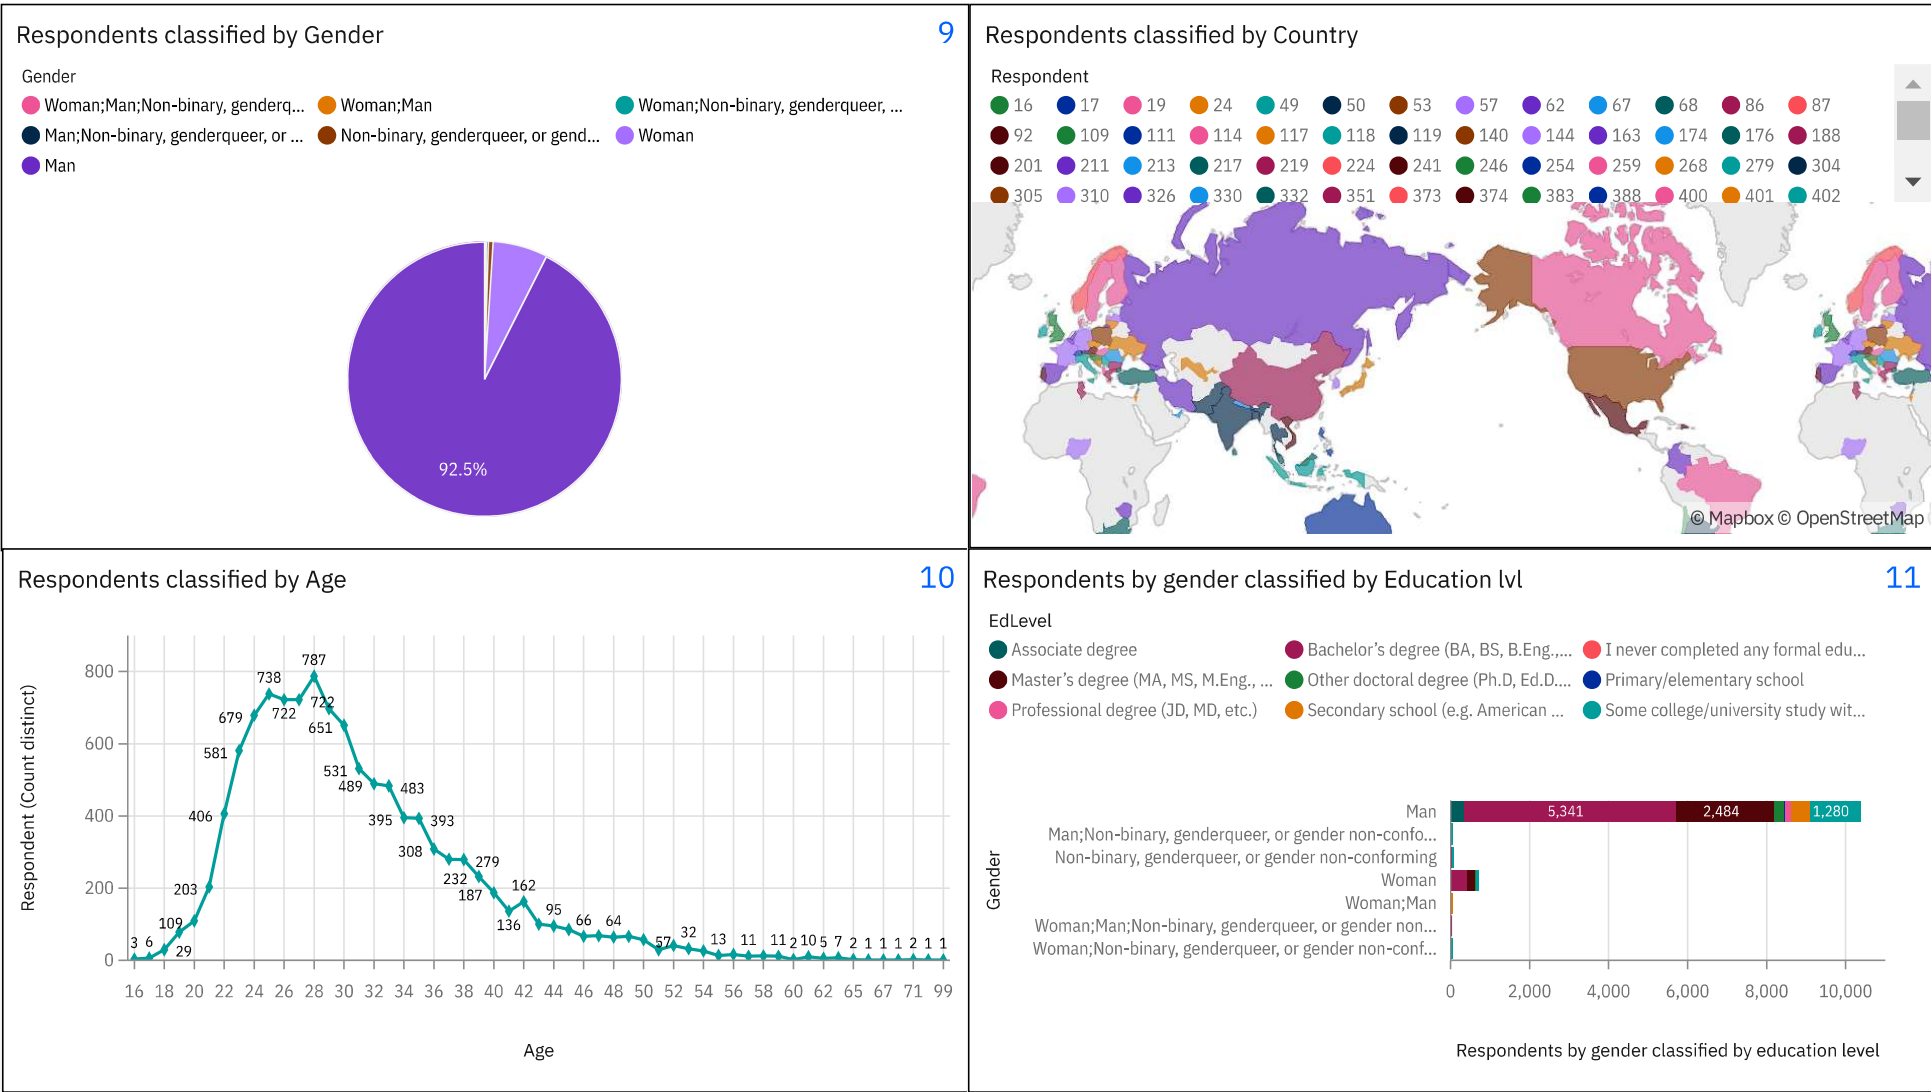 Respondents classified by Gender
9
Gender
Woman;Man;Non-binary, genderq... Woman;Man Woman;Non-binary, genderqueer, ...
Man;Non-binary, genderqueer, or ... Non-binary, genderqueer, or gend... Woman
Man
92.5%
Respondents classified by Country
Respondent
16 17 19 24 49 50 53 57 62 67 68 86 87
92 109 111 114 117 118 119 140 144 163 174 176 188
201 211 213 217 219 224 241 246 254 259 268 279 304
305 310 326 330 332 351 373 374 383 388 400 401 402
© Mapbox © OpenStreetMap
Respondents classified by Age
10
Respondent (Count distinct)
800
600
400
200
0
3 6 29 109 203 406 581 679 738 722 787 722 651 531 489 483 395 393 308 279 232 187 136 162 95 66 64 57 32 13 11 11 2 10 5 7 2 1 1 1 2 1 1
16 18 20 22 24 26 28 30 32 34 36 38 40 42 44 46 48 50 52 54 56 58 60 62 65 67 71 99
Age
Respondents by gender classified by Education lvl
11
EdLevel
Associate degree Bachelor's degree (BA, BS, B.Eng.,... I never completed any formal edu...
Master's degree (MA, MS, M.Eng., ... Other doctoral degree (Ph.D, Ed.D.... Primary/elementary school
Professional degree (JD, MD, etc.) Secondary school (e.g. American ... Some college/university study wit...
Gender
Man 5,341 2,484 1,280
Man;Non-binary, genderqueer, or gender non-confo...
Non-binary, genderqueer, or gender non-conforming
Woman
Woman;Man
Woman;Man;Non-binary, genderqueer, or gender non...
Woman;Non-binary, genderqueer, or gender non-conf...
0 2,000 4,000 6,000 8,000 10,000
Respondents by gender classified by education level